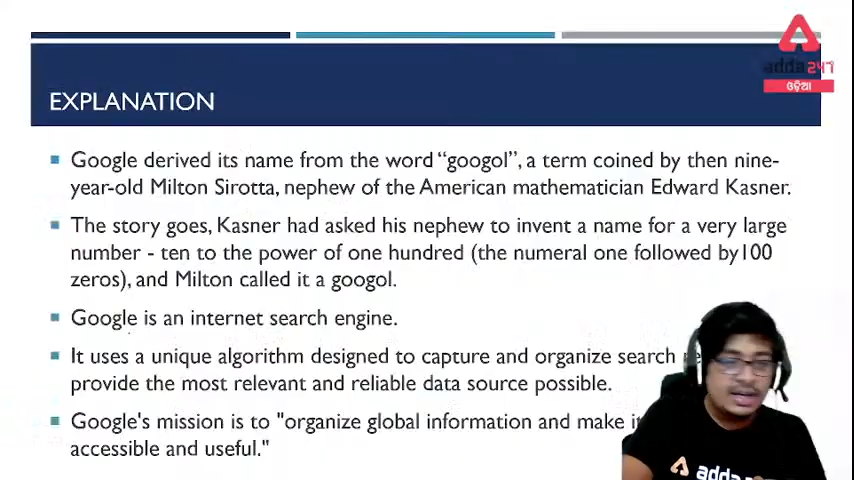 adda247
ଓଡ଼ିଆ
EXPLANATION
Google derived its name from the word “googol”, a term coined by then nine-
year-old Milton Sirotta, nephew of the American mathematician Edward Kasner.
The story goes, Kasner had asked his nephew to invent a name for a very large
number - ten to the power of one hundred (the numeral one followed by100
zeros), and Milton called it a googol.
Google is an internet search engine.
It uses a unique algorithm designed to capture and organize search
provide the most relevant and reliable data source possible.
Google's mission is to "organize global information and make
accessible and useful."
adda